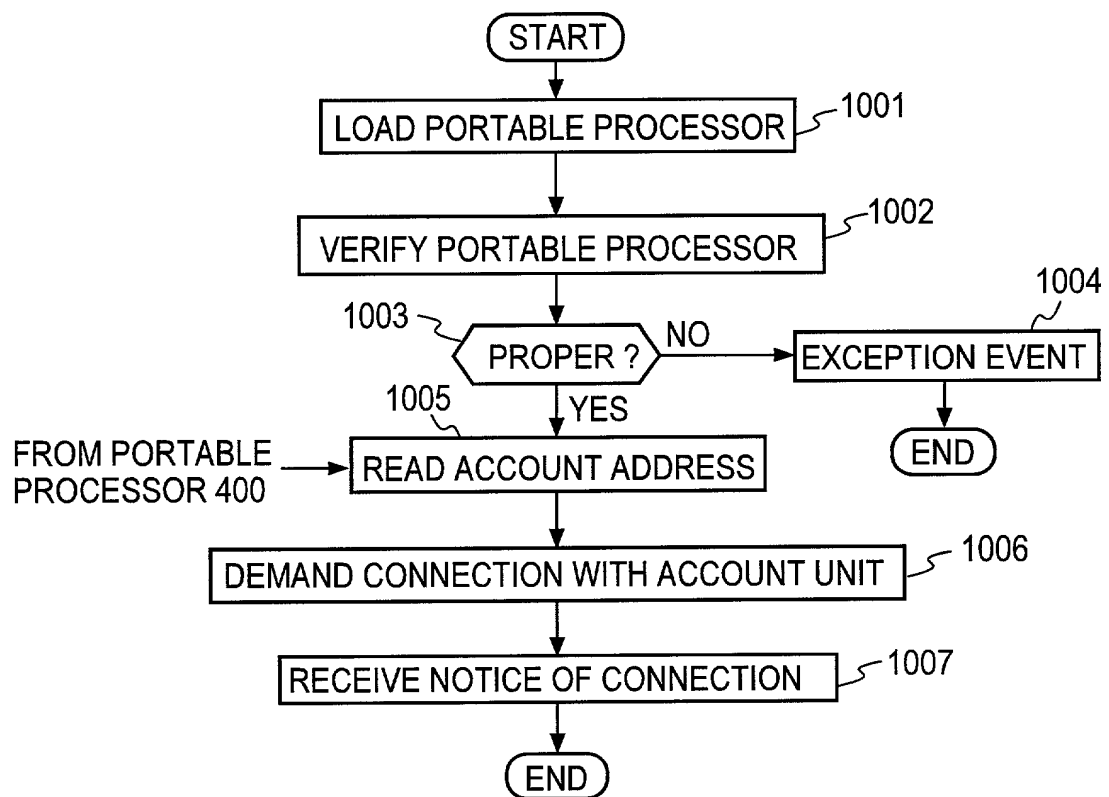 START
LOAD PORTABLE PROCESSOR
1001
VERIFY PORTABLE PROCESSOR
1002
1003
PROPER ?
NO
1004
EXCEPTION EVENT
END
YES
1005
FROM PORTABLE
PROCESSOR 400
READ ACCOUNT ADDRESS
DEMAND CONNECTION WITH ACCOUNT UNIT
1006
RECEIVE NOTICE OF CONNECTION
1007
END